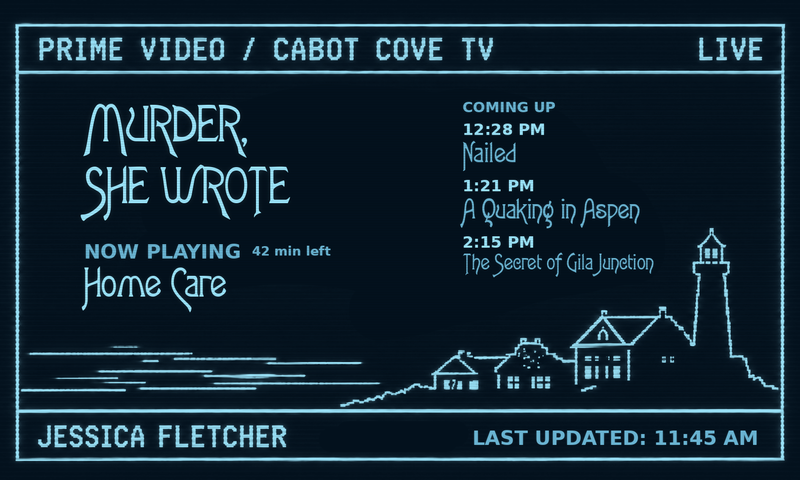 PRIME VIDEO / CABOT COVE TV
LIVE
MURDER,
SHE WROTE
NOW PLAYING 42 min left
Home Care
COMING UP
12:28 PM
Nailed
1:21 PM
A Quaking in Aspen
2:15 PM
The Secret of Gila Junction
JESSICA FLETCHER
LAST UPDATED: 11:45 AM